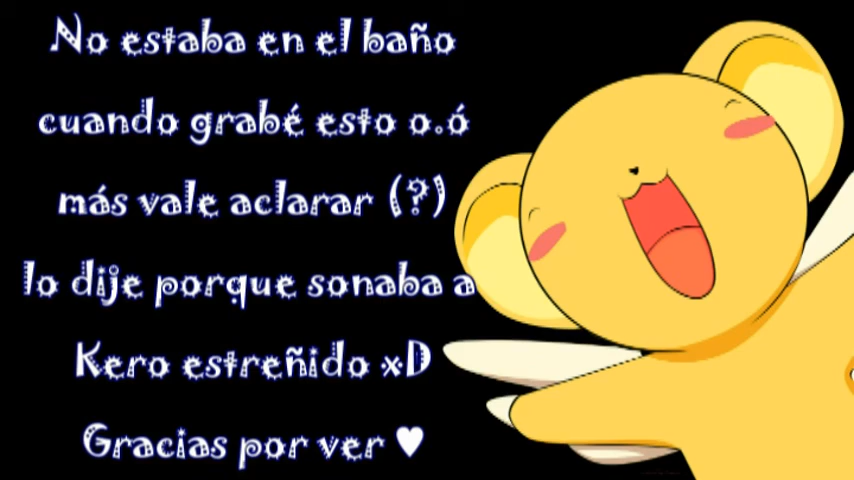 No estaba en el baño
cuando grabé esto o.ó
más vale aclarar (?)
lo dije porque sonaba a
Kero estreñido xD
Gracias por ver ♥